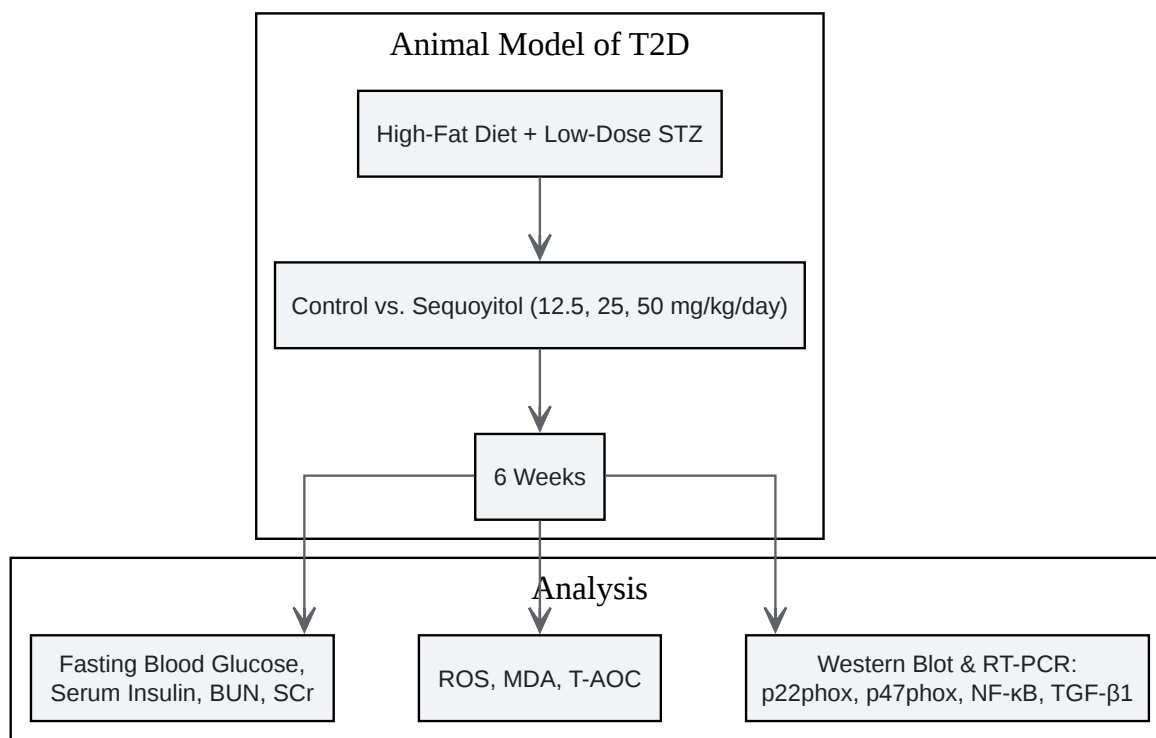 Animal Model of T2D
High-Fat Diet + Low-Dose STZ
Control vs. Sequoyitol (12.5, 25, 50 mg/kg/day)
6 Weeks
Analysis
Fasting Blood Glucose,
Serum Insulin, BUN, SCr
ROS, MDA, T-AOC
Western Blot & RT-PCR:
p22phox, p47phox, NF-κB, TGF-β1